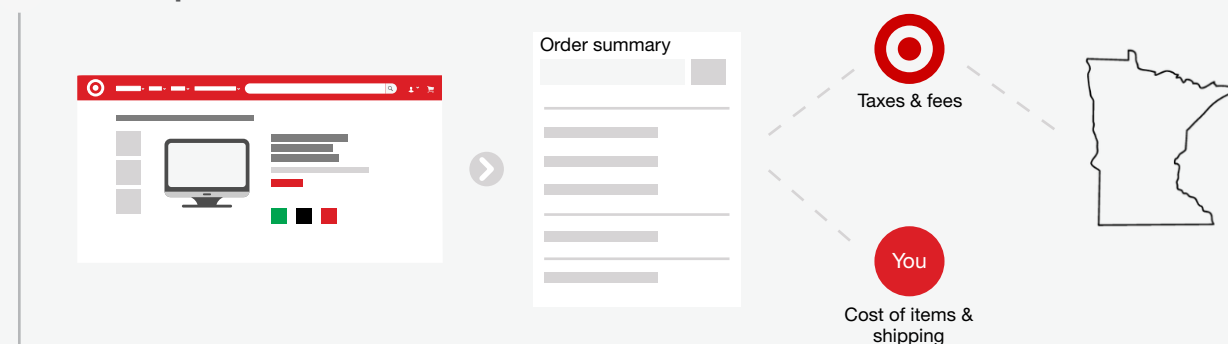 Order summary
Taxes & fees
You
Cost of items &
shipping